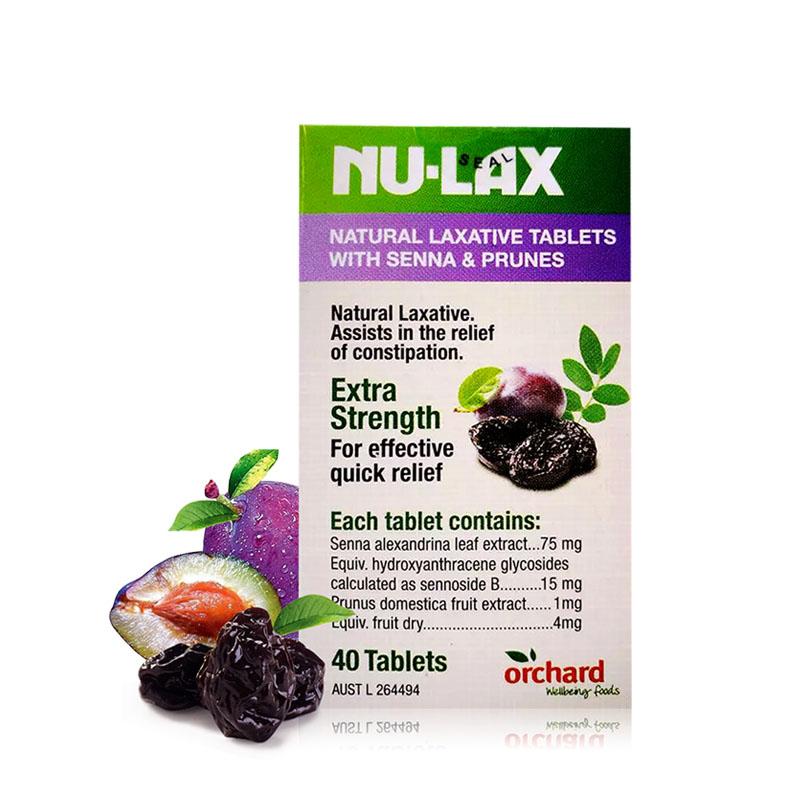 NU·LAX
SEAL
NATURAL LAXATIVE TABLETS
WITH SENNA & PRUNES
Natural Laxative.
Assists in the relief
of constipation.
Extra
Strength
For effective
quick relief
Each tablet contains:
Senna alexandrina leaf extract...75 mg
Equiv. hydroxyanthracene glycosides
calculated as sennoside B..........15 mg
Prunus domestica fruit extract......1mg
Equiv. fruit dry..............................4mg
40 Tablets
AUST L 264494
orchard
Wellbeing foods